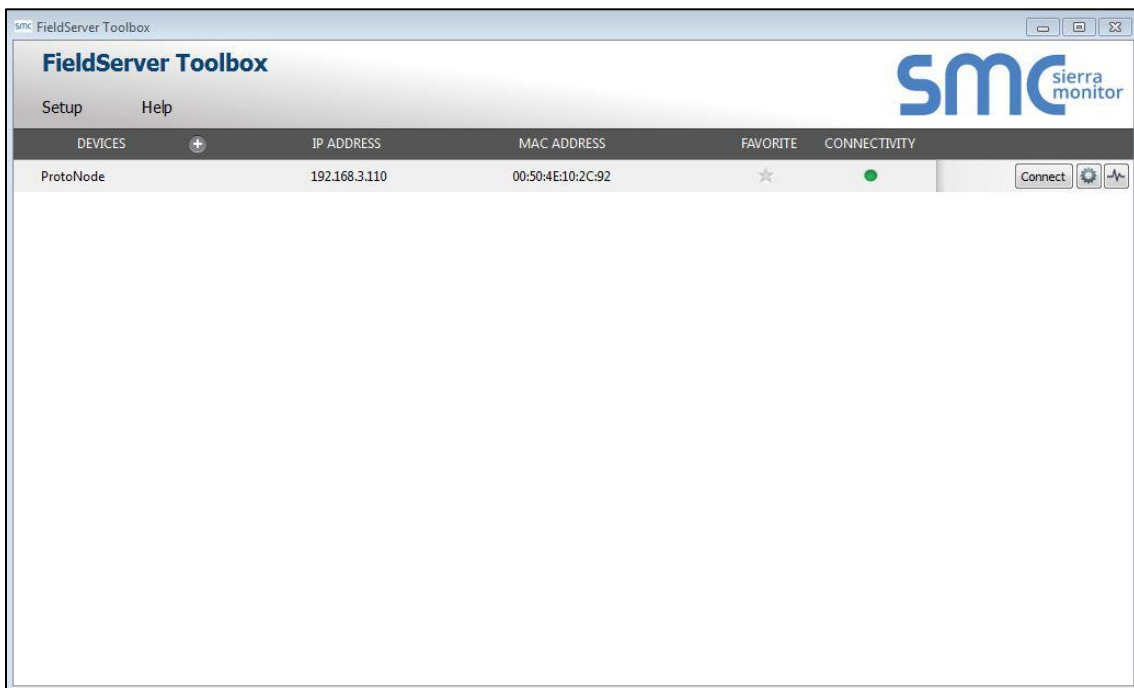 smc FieldServer Toolbox
FieldServer Toolbox
smc sierra monitor
Setup Help
DEVICES IP ADDRESS MAC ADDRESS FAVORITE CONNECTIVITY
ProtoNode 192.168.3.110 00:50:4E:10:2C:92 Connect